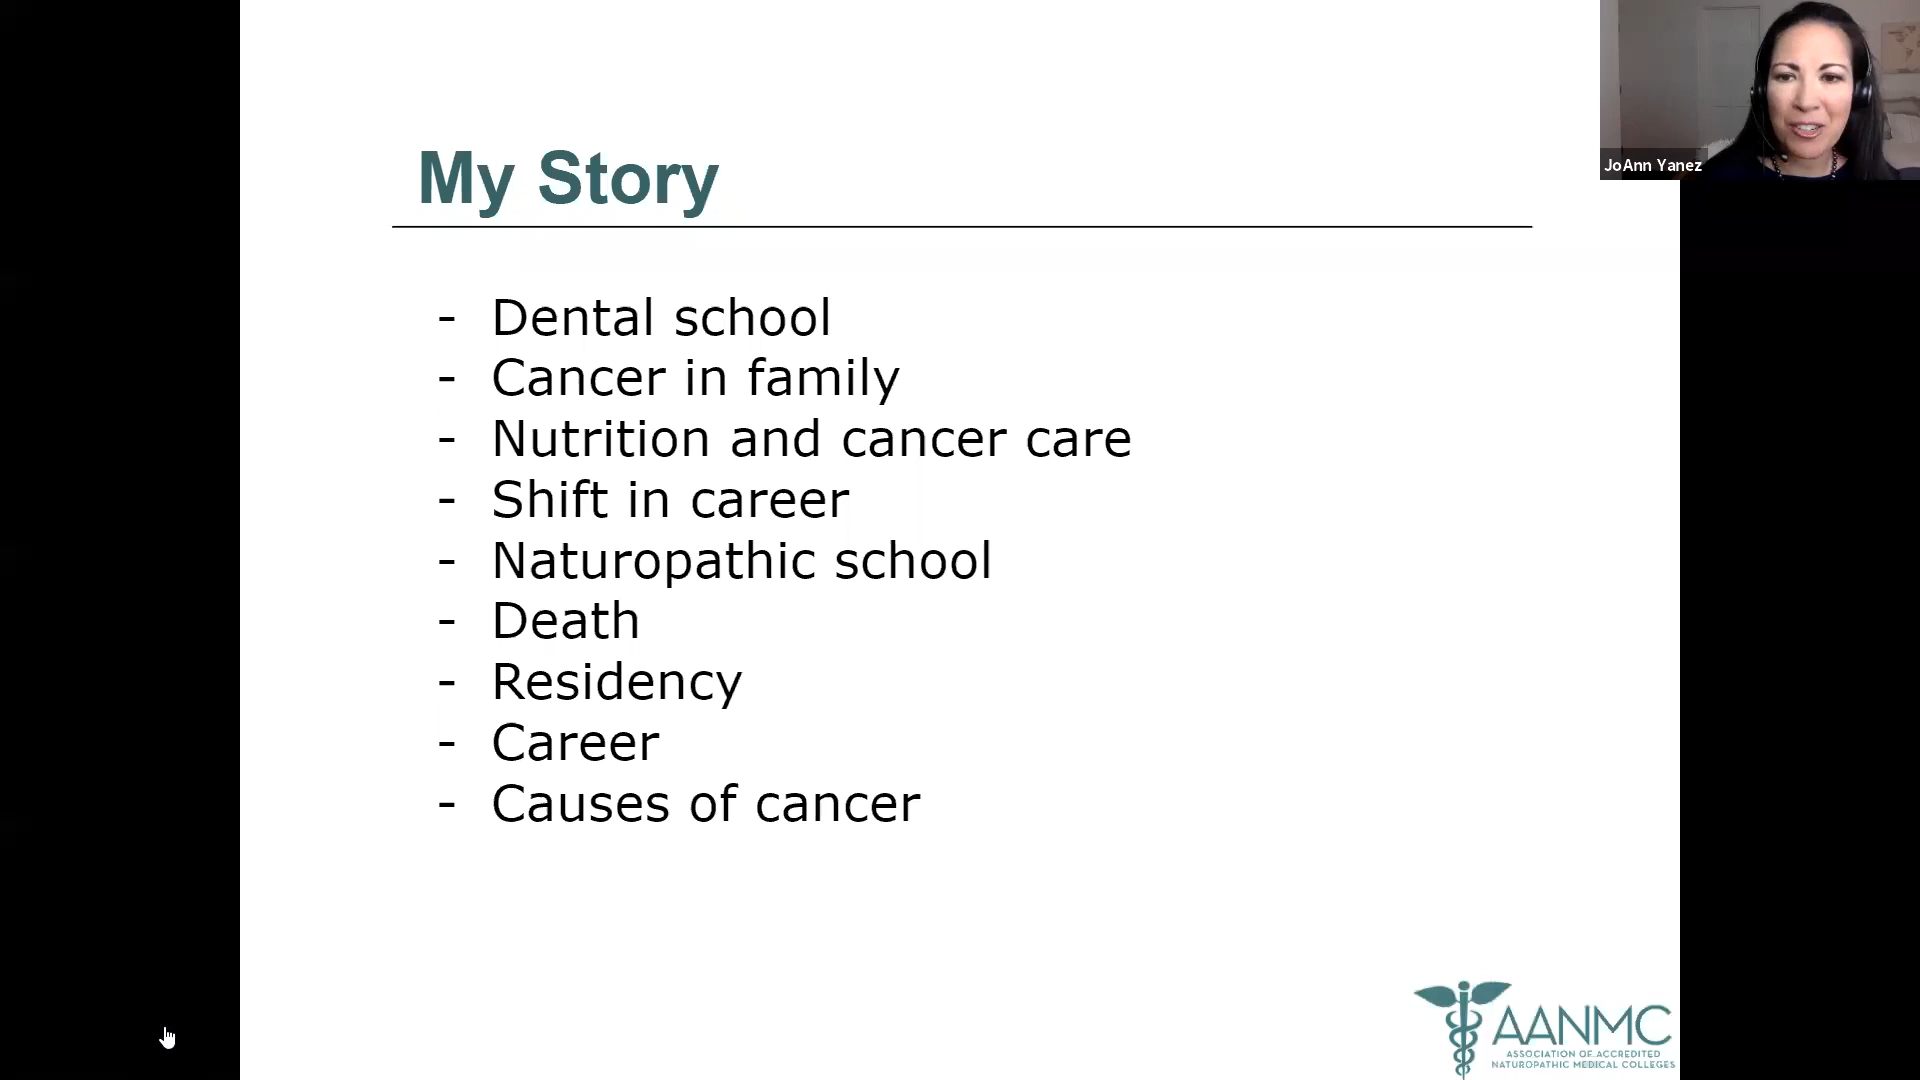 My Story
- Dental school
- Cancer in family
- Nutrition and cancer care
- Shift in career
- Naturopathic school
- Death
- Residency
- Career
- Causes of cancer
JoAnn Yanez
AANMC
ASSOCIATION OF ACCREDITED
NATUROPATHIC MEDICAL COLLEGES